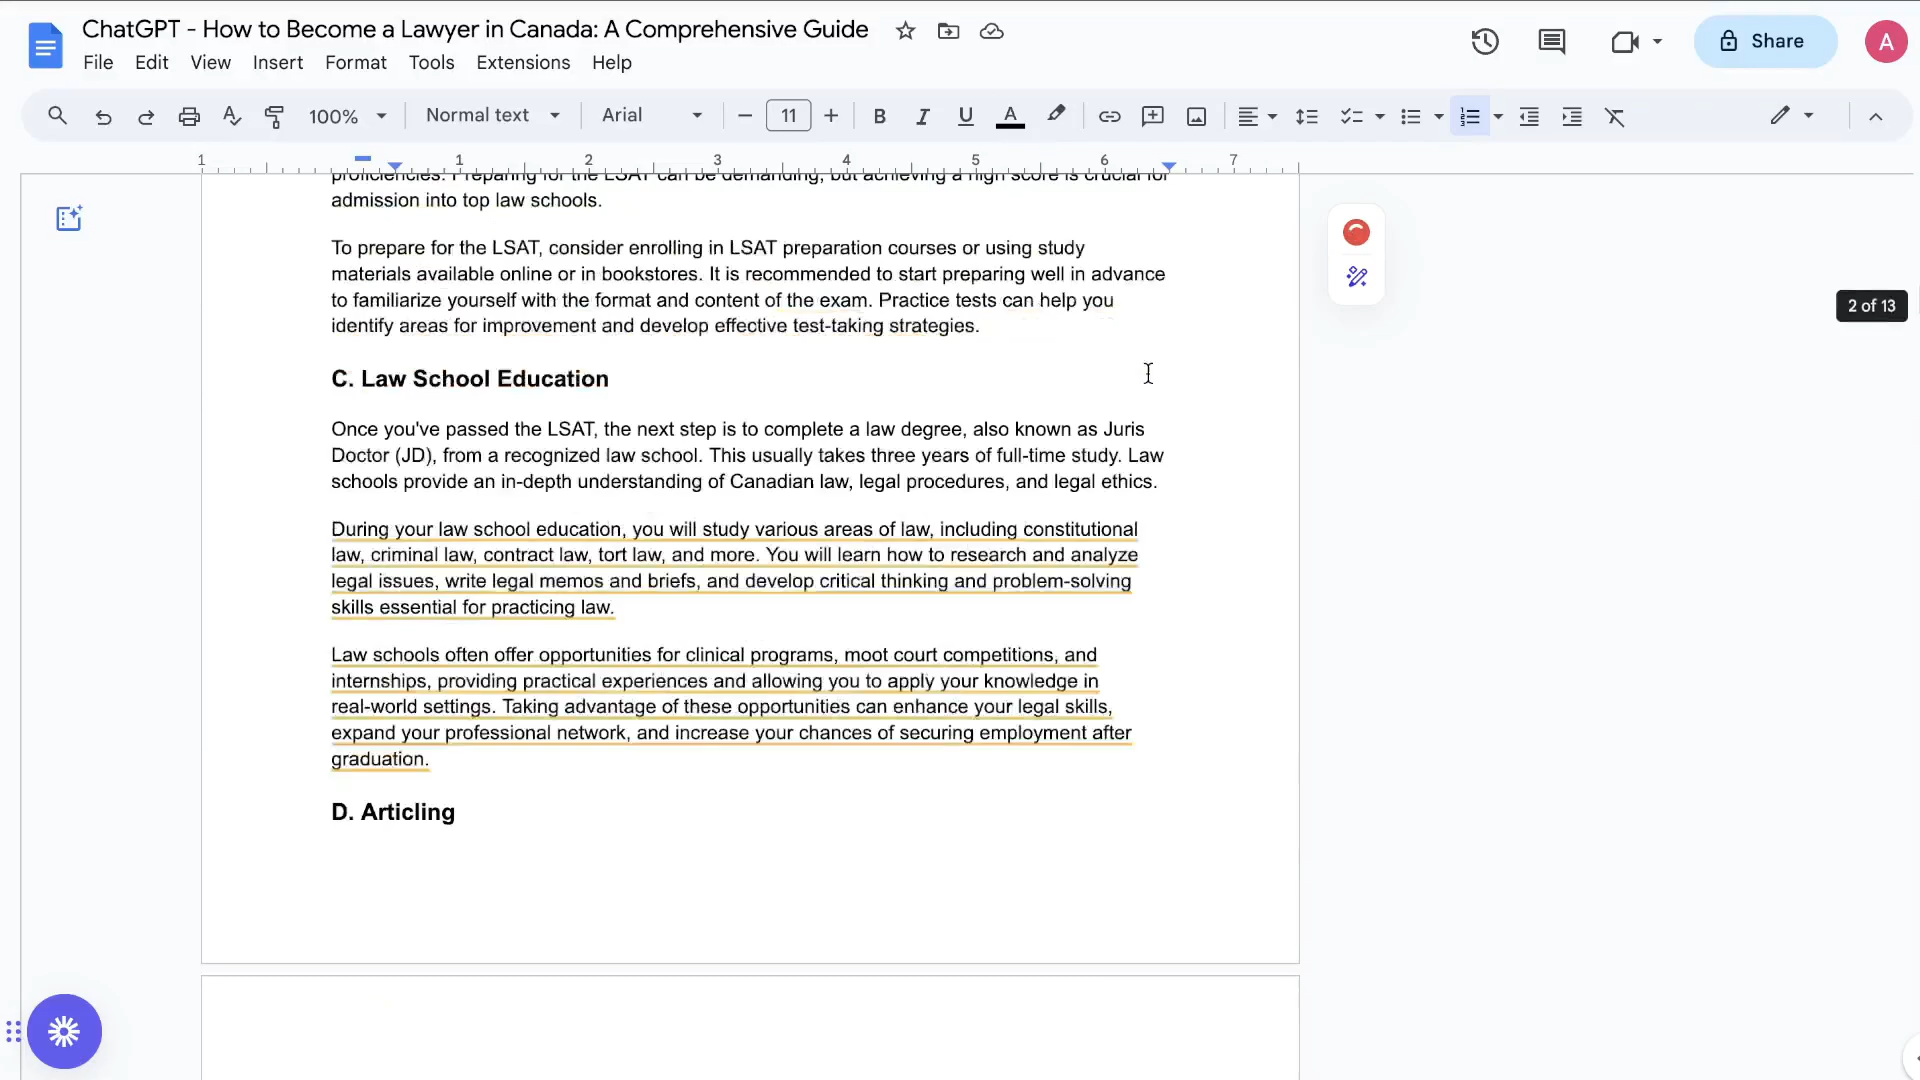 ChatGPT - How to Become a Lawyer in Canada: A Comprehensive Guide
File Edit View Insert Format Tools Extensions Help
Share
A
100% Normal text Arial 11
1 1 2 3 4 5 6 7
proficiencies. Preparing for the LSAT can be demanding, but achieving a high score is crucial for
admission into top law schools.
To prepare for the LSAT, consider enrolling in LSAT preparation courses or using study
materials available online or in bookstores. It is recommended to start preparing well in advance
to familiarize yourself with the format and content of the exam. Practice tests can help you
identify areas for improvement and develop effective test-taking strategies.
2 of 13
C. Law School Education
Once you've passed the LSAT, the next step is to complete a law degree, also known as Juris
Doctor (JD), from a recognized law school. This usually takes three years of full-time study. Law
schools provide an in-depth understanding of Canadian law, legal procedures, and legal ethics.
During your law school education, you will study various areas of law, including constitutional
law, criminal law, contract law, tort law, and more. You will learn how to research and analyze
legal issues, write legal memos and briefs, and develop critical thinking and problem-solving
skills essential for practicing law.
Law schools often offer opportunities for clinical programs, moot court competitions, and
internships, providing practical experiences and allowing you to apply your knowledge in
real-world settings. Taking advantage of these opportunities can enhance your legal skills,
expand your professional network, and increase your chances of securing employment after
graduation.
D. Articling